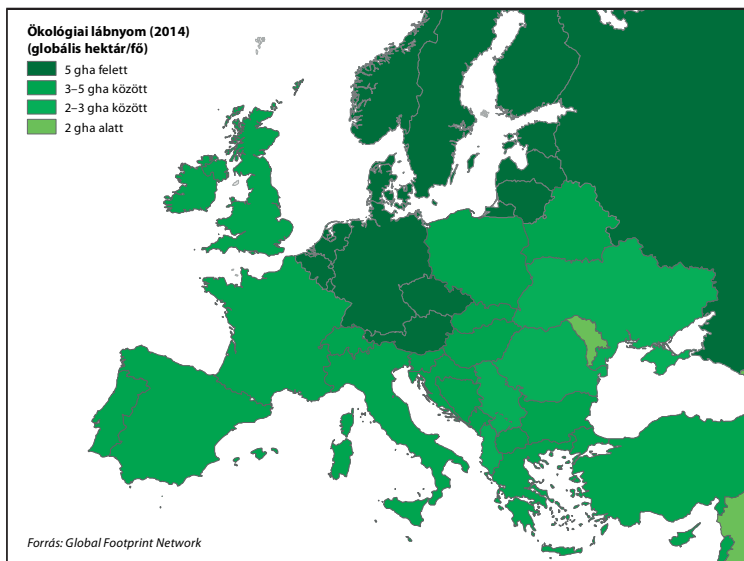 Ökológiai lábnyom (2014)
(globális hektár/fő)
5 gha felett
3–5 gha között
2–3 gha között
2 gha alatt
Forrás: Global Footprint Network